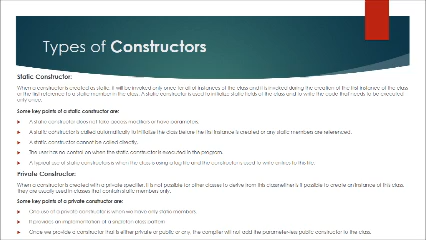 Types of Constructors
Static Constructor:
When a constructor is created as static, it will be invoked only once for all of instances of the class and it is invoked during the creation of the first instance of the class
or the first reference to a static member in the class. A static constructor is used to initialize static fields of the class and to write the code that needs to be executed
only once.
Some key points of a static constructor are:
A static constructor does not take access modifiers or have parameters.
A static constructor is called automatically to initialize the class before the first instance is created or any static members are referenced.
A static constructor cannot be called directly.
The user has no control on when the static constructor is executed in the program.
A typical use of static constructors is when the class is using a log file and the constructor is used to write entries to this file.
Private Constructor:
When a constructor is created with a private specifier, it is not possible for other classes to derive from this class, neither is it possible to create an instance of this class.
They are usually used in classes that contain static members only.
Some key points of a private constructor are:
One use of a private constructor is when we have only static members.
It provides an implementation of a singleton class pattern
Once we provide a constructor that is either private or public or any, the compiler will not add the parameter-less public constructor to the class.